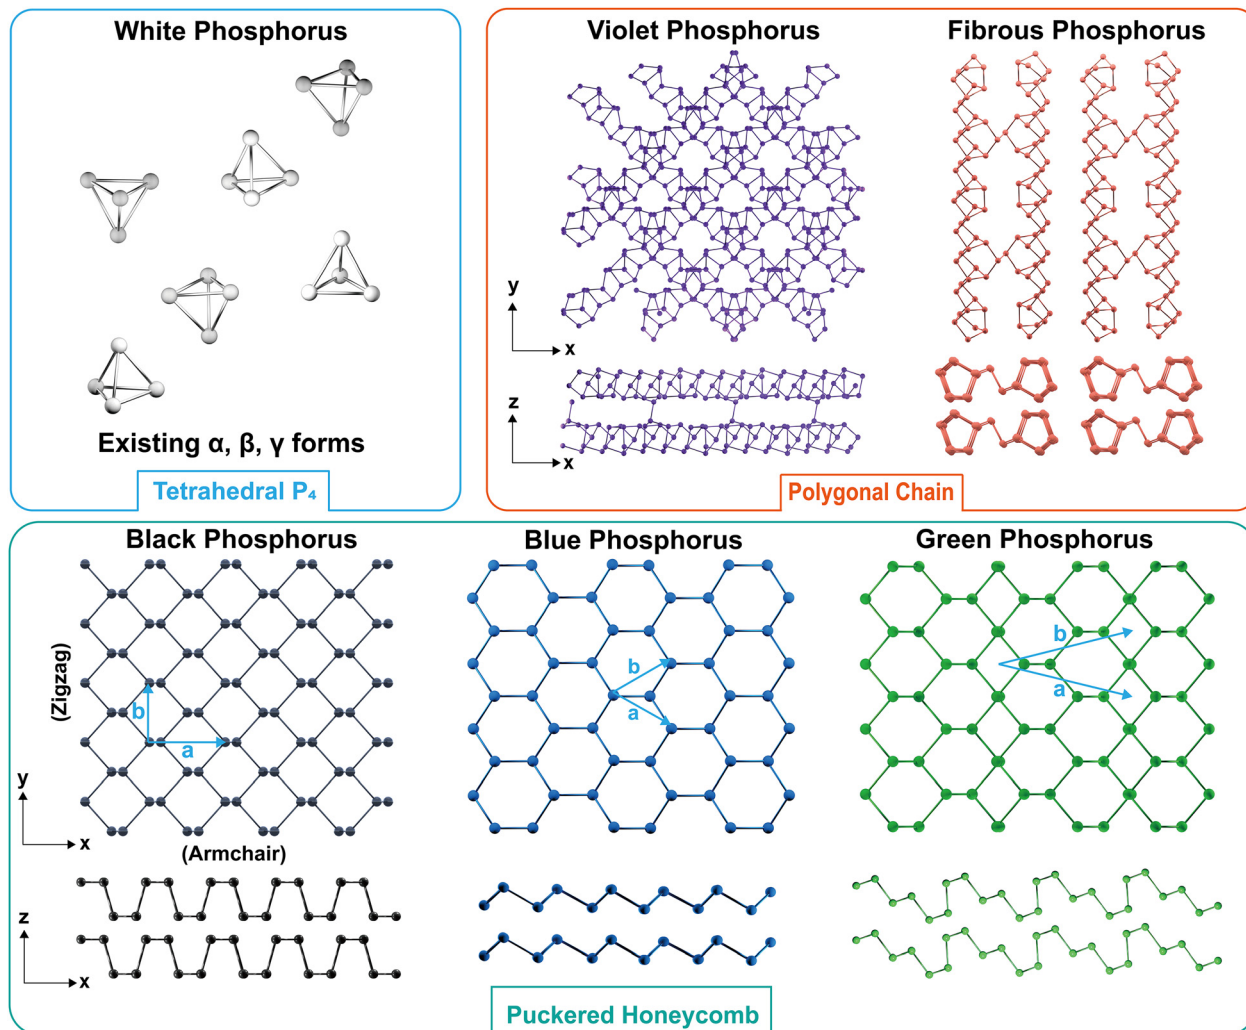 White Phosphorus
Existing α, β, γ forms
Tetrahedral P₄
Violet Phosphorus
Fibrous Phosphorus
y
x
z
x
Polygonal Chain
Black Phosphorus
Blue Phosphorus
Green Phosphorus
(Zigzag)
b
a
y
x
(Armchair)
z
x
b
a
b
a
Puckered Honeycomb